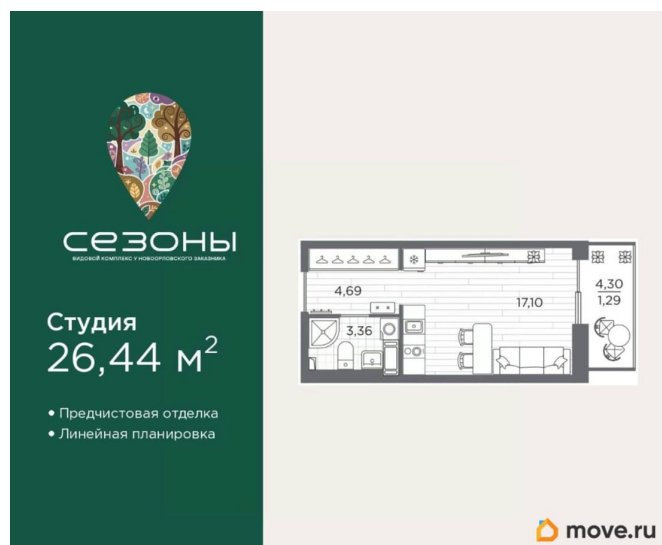 сезоны
ВИДОВОЙ КОМПЛЕКС У НОВООРЛОВСКОГО ЗАКАЗНИКА
Студия
26,44 м²
• Предчистовая отделка
• Линейная планировка
4,69
3,36
17,10
4,30
1,29
move.ru